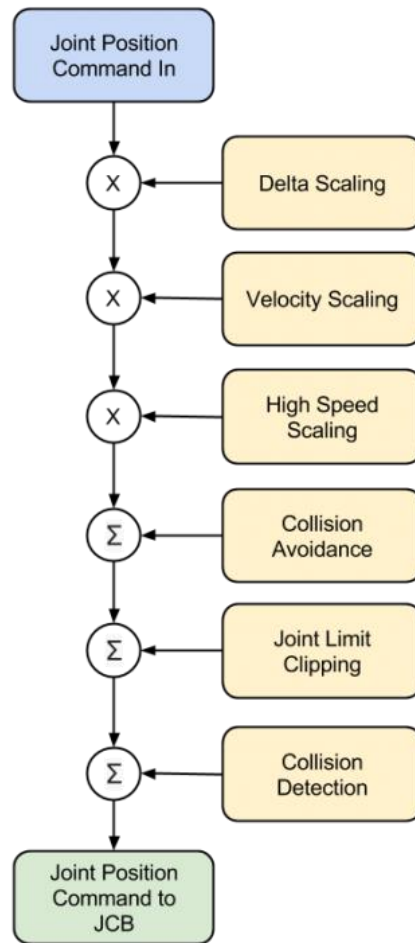 Joint Position
Command In
X
Delta Scaling
X
Velocity Scaling
X
High Speed
Scaling
Σ
Collision
Avoidance
Σ
Joint Limit
Clipping
Σ
Collision
Detection
Joint Position
Command to
JCB